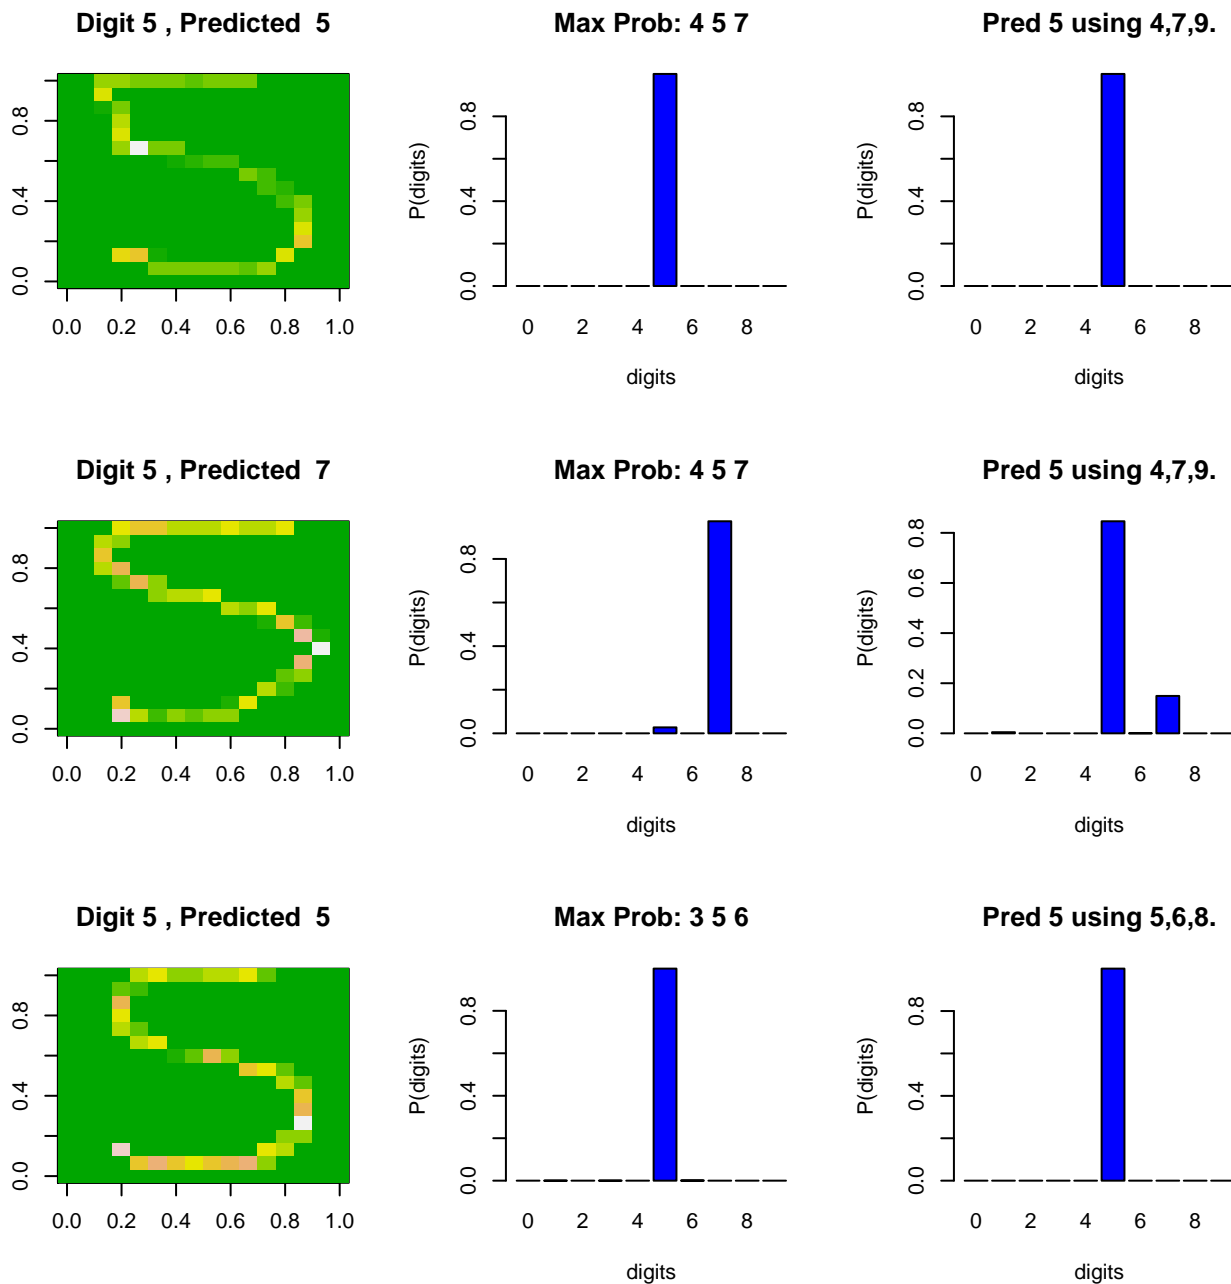 Digit 5 , Predicted  5
Max Prob: 4 5 7
Pred 5 using 4,7,9.
0.0 0.4 0.8
0.0 0.2 0.4 0.6 0.8 1.0
P(digits)
0.0 0.4 0.8
0 2 4 6 8
digits
P(digits)
0.0 0.4 0.8
0 2 4 6 8
digits
Digit 5 , Predicted  7
Max Prob: 4 5 7
Pred 5 using 4,7,9.
0.0 0.4 0.8
0.0 0.2 0.4 0.6 0.8 1.0
P(digits)
0.0 0.4 0.8
0 2 4 6 8
digits
P(digits)
0.0 0.2 0.4 0.6 0.8
0 2 4 6 8
digits
Digit 5 , Predicted  5
Max Prob: 3 5 6
Pred 5 using 5,6,8.
0.0 0.4 0.8
0.0 0.2 0.4 0.6 0.8 1.0
P(digits)
0.0 0.4 0.8
0 2 4 6 8
digits
P(digits)
0.0 0.4 0.8
0 2 4 6 8
digits